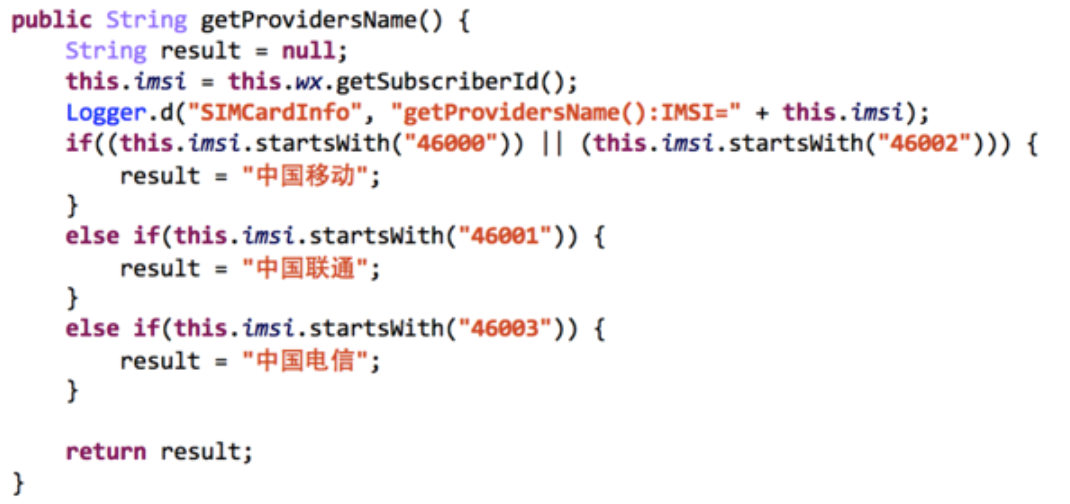 public String getProvidersName() {
String result = null;
this.imsi = this.wx.getSubscriberId();
Logger.d("SIMCardInfo", "getProvidersName():IMSI=" + this.imsi);
if((this.imsi.startsWith("46000")) || (this.imsi.startsWith("46002"))) {
result = "中国移动";
}
else if(this.imsi.startsWith("46001")) {
result = "中国联通";
}
else if(this.imsi.startsWith("46003")) {
result = "中国电信";
}
return result;
}